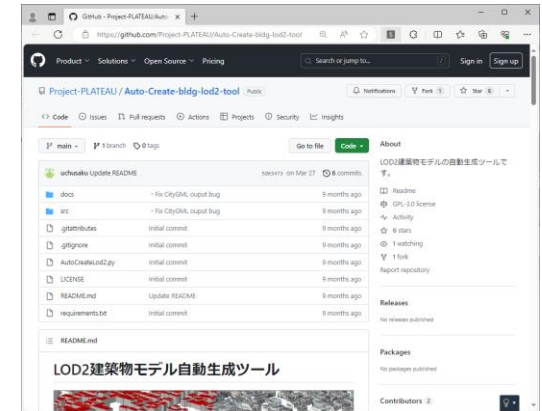 GitHub - Project-PLATEAU/Auto-
https://github.com/Project-PLATEAU/Auto-Create-bldg-lod2-tool
Product Solutions Open Source Pricing
Search or jump to...
/
Sign in
Sign up
Project-PLATEAU / Auto-Create-bldg-lod2-tool Public
Notifications
Fork 1
Star 6
Code Issues Pull requests Actions Projects Security Insights
main
1 branch 0 tags
Go to file
Code
uchusaku Update README
on Mar 27 6 commits
docs - Fix CityGML ouput bug 9 months ago
src - Fix CityGML ouput bug 9 months ago
.gitattributes Initial commit 9 months ago
.gitignore Initial commit 9 months ago
AutoCreateLod2.py Initial commit 9 months ago
LICENSE Initial commit 9 months ago
README.md Update README 9 months ago
requirements.txt Initial commit 9 months ago
README.md
LOD2建築物モデル自動生成ツール
About
LOD2建築物モデルの自動生成ツールで
す。
Readme
GPL-3.0 license
Activity
6 stars
1 watching
1 fork
Report repository
Releases
No releases published
Packages
No packages published
Contributors 2